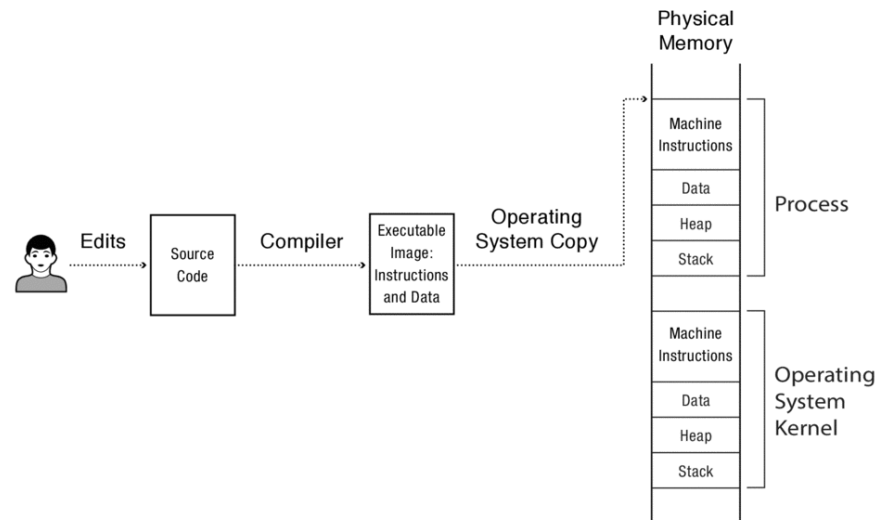 Physical
Memory
Machine
Instructions
Data
Heap
Stack
Process
Edits
Source
Code
Compiler
Executable
Image:
Instructions
and Data
Operating
System Copy
Machine
Instructions
Data
Heap
Stack
Operating
System
Kernel